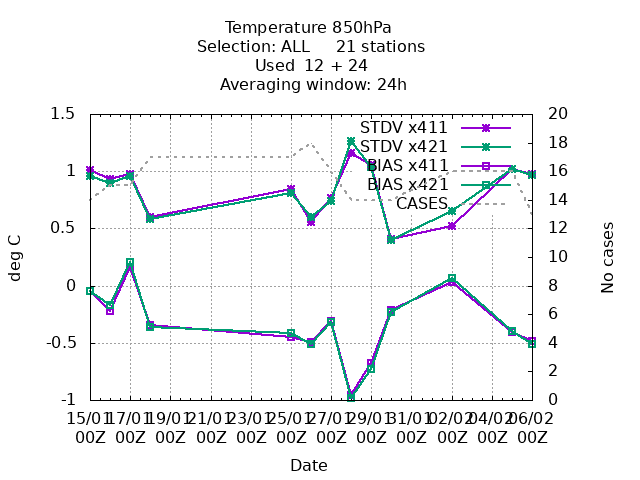 Temperature 850hPa
Selection: ALL     21 stations
Used  12 + 24
Averaging window: 24h
1.5
1
0.5
0
-0.5
-1
deg C
20
18
16
14
12
10
8
6
4
2
0
No cases
STDV x411
STDV x421
BIAS x411
BIAS x421
CASES
15/01 17/01 19/01 21/01 23/01 25/01 27/01 29/01 31/01 02/02 04/02 06/02
00Z 00Z 00Z 00Z 00Z 00Z 00Z 00Z 00Z 00Z 00Z 00Z
Date